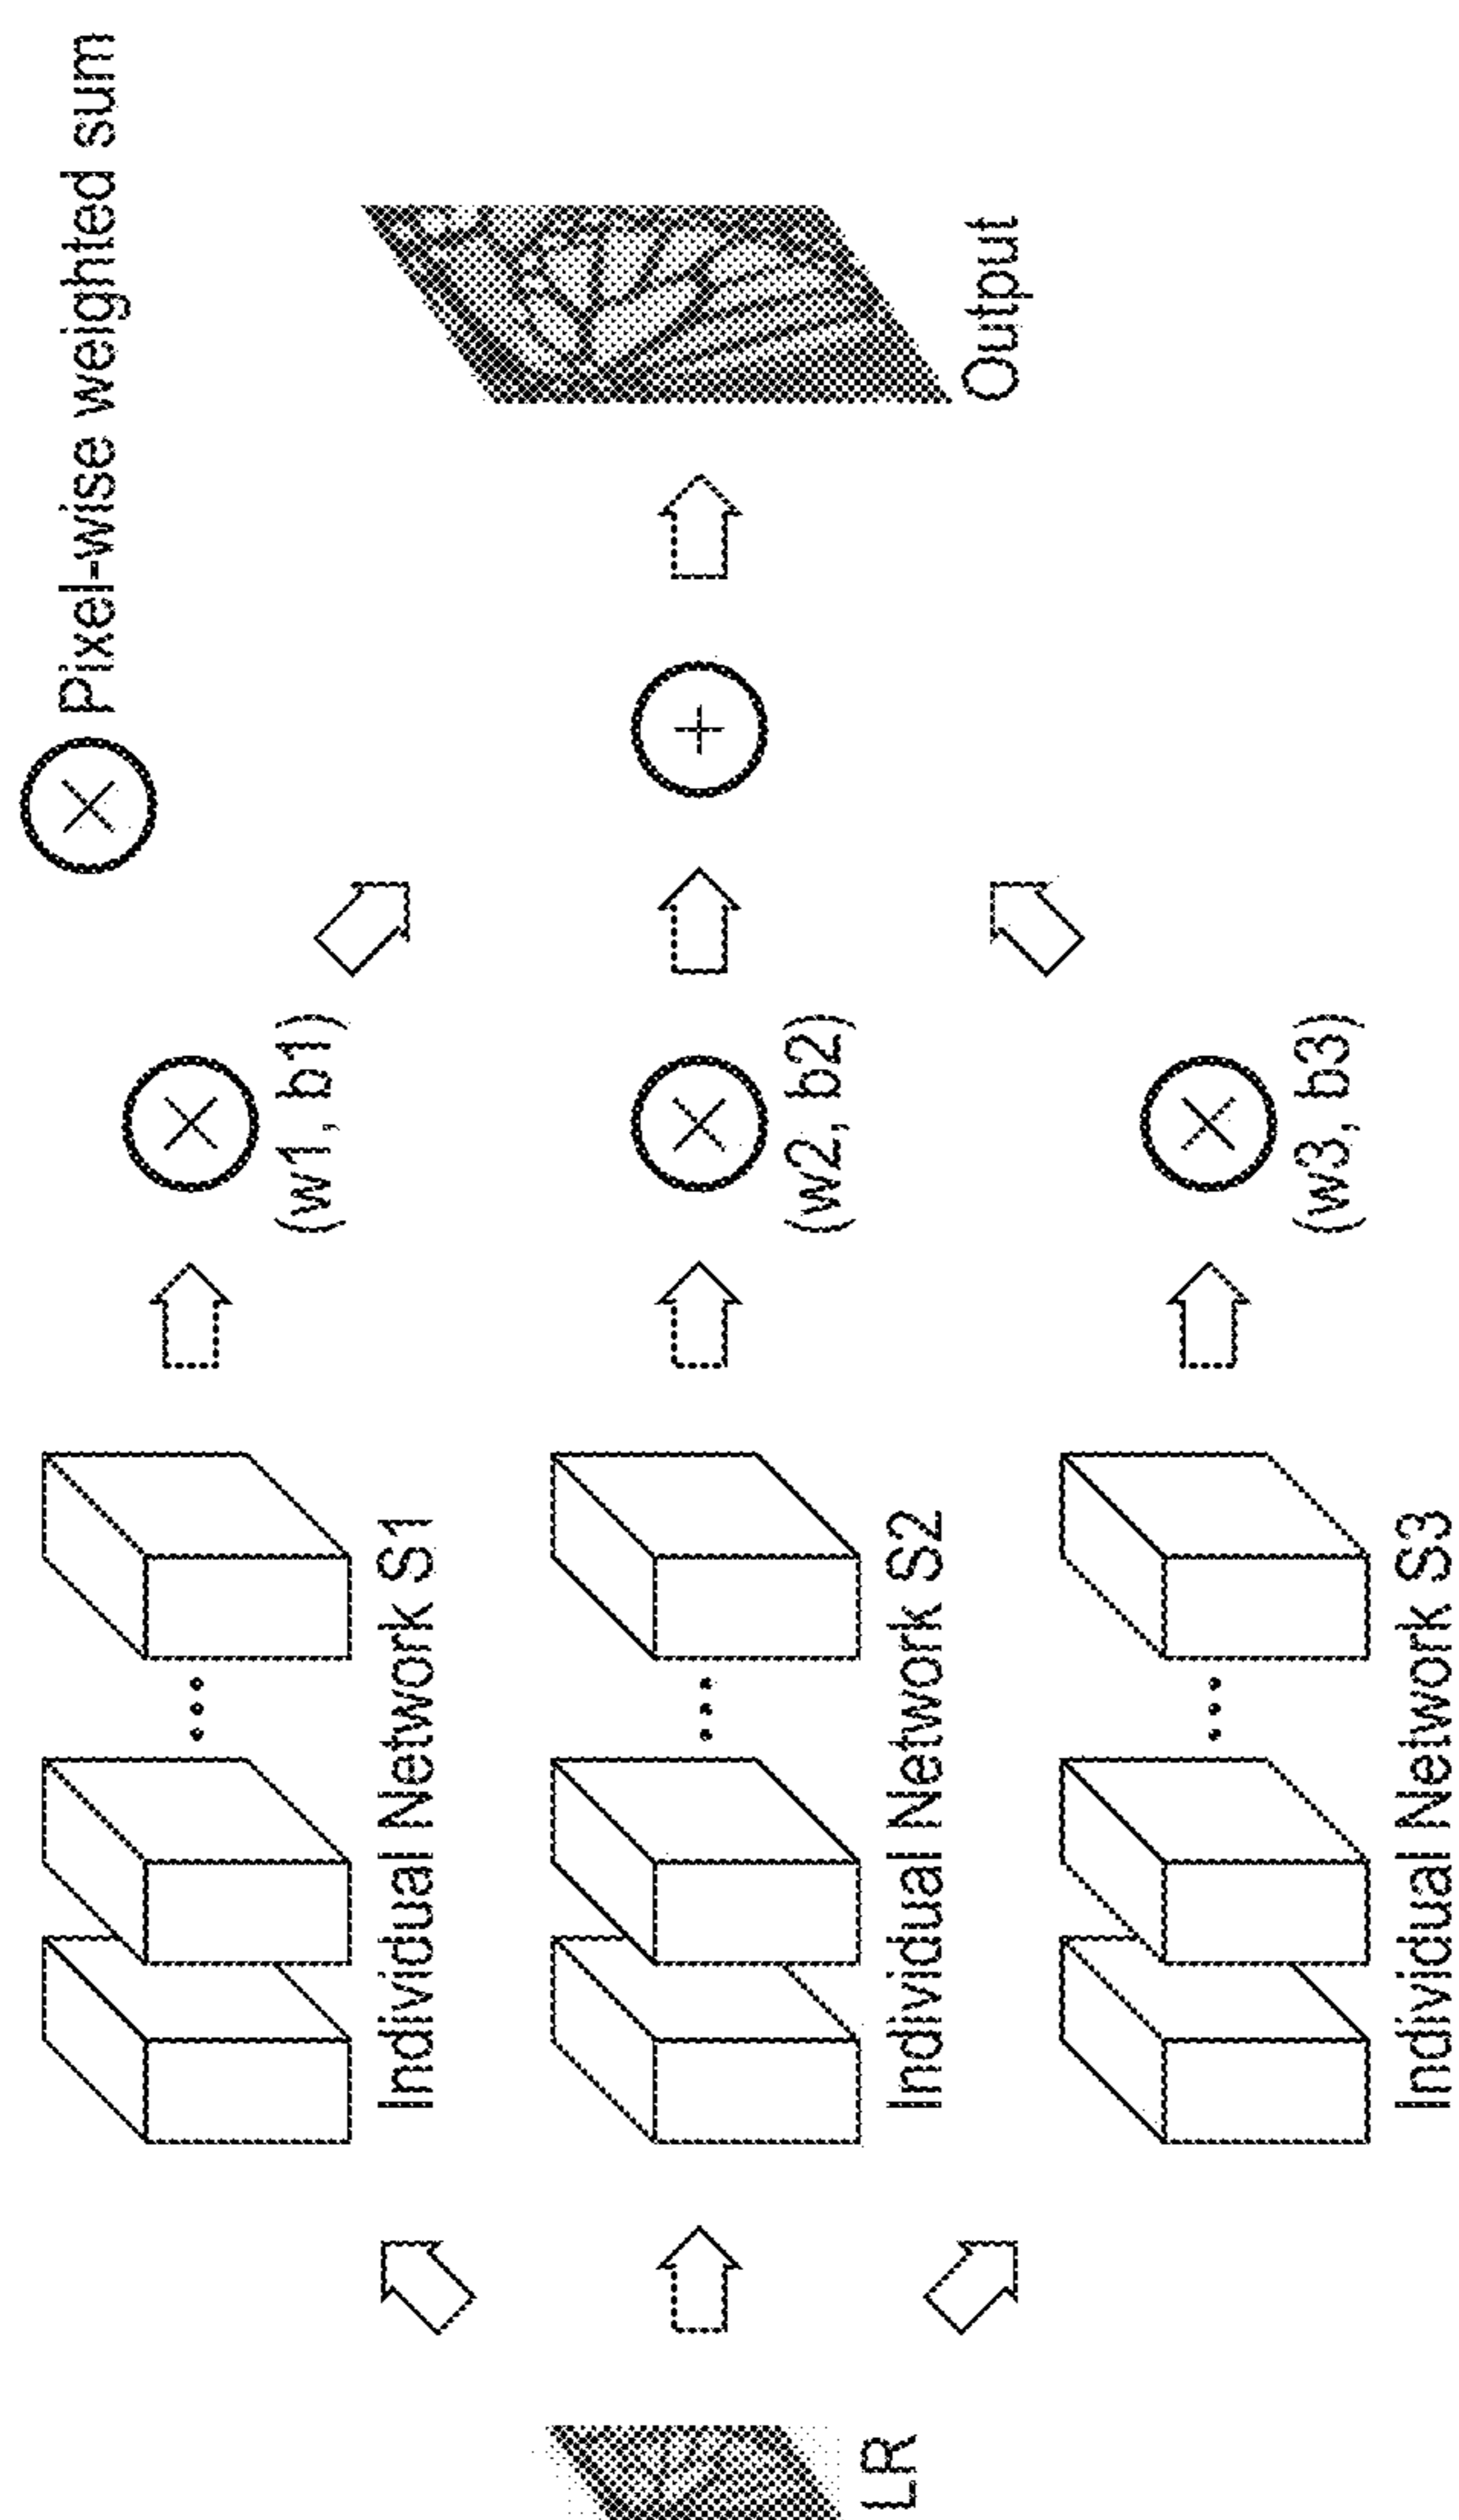 Pixel-wise weighted sum
LR
Individual Network S1
(w1, b1)
Individual Network S2
(w2, b2)
Individual Network S3
(w3, b3)
Output